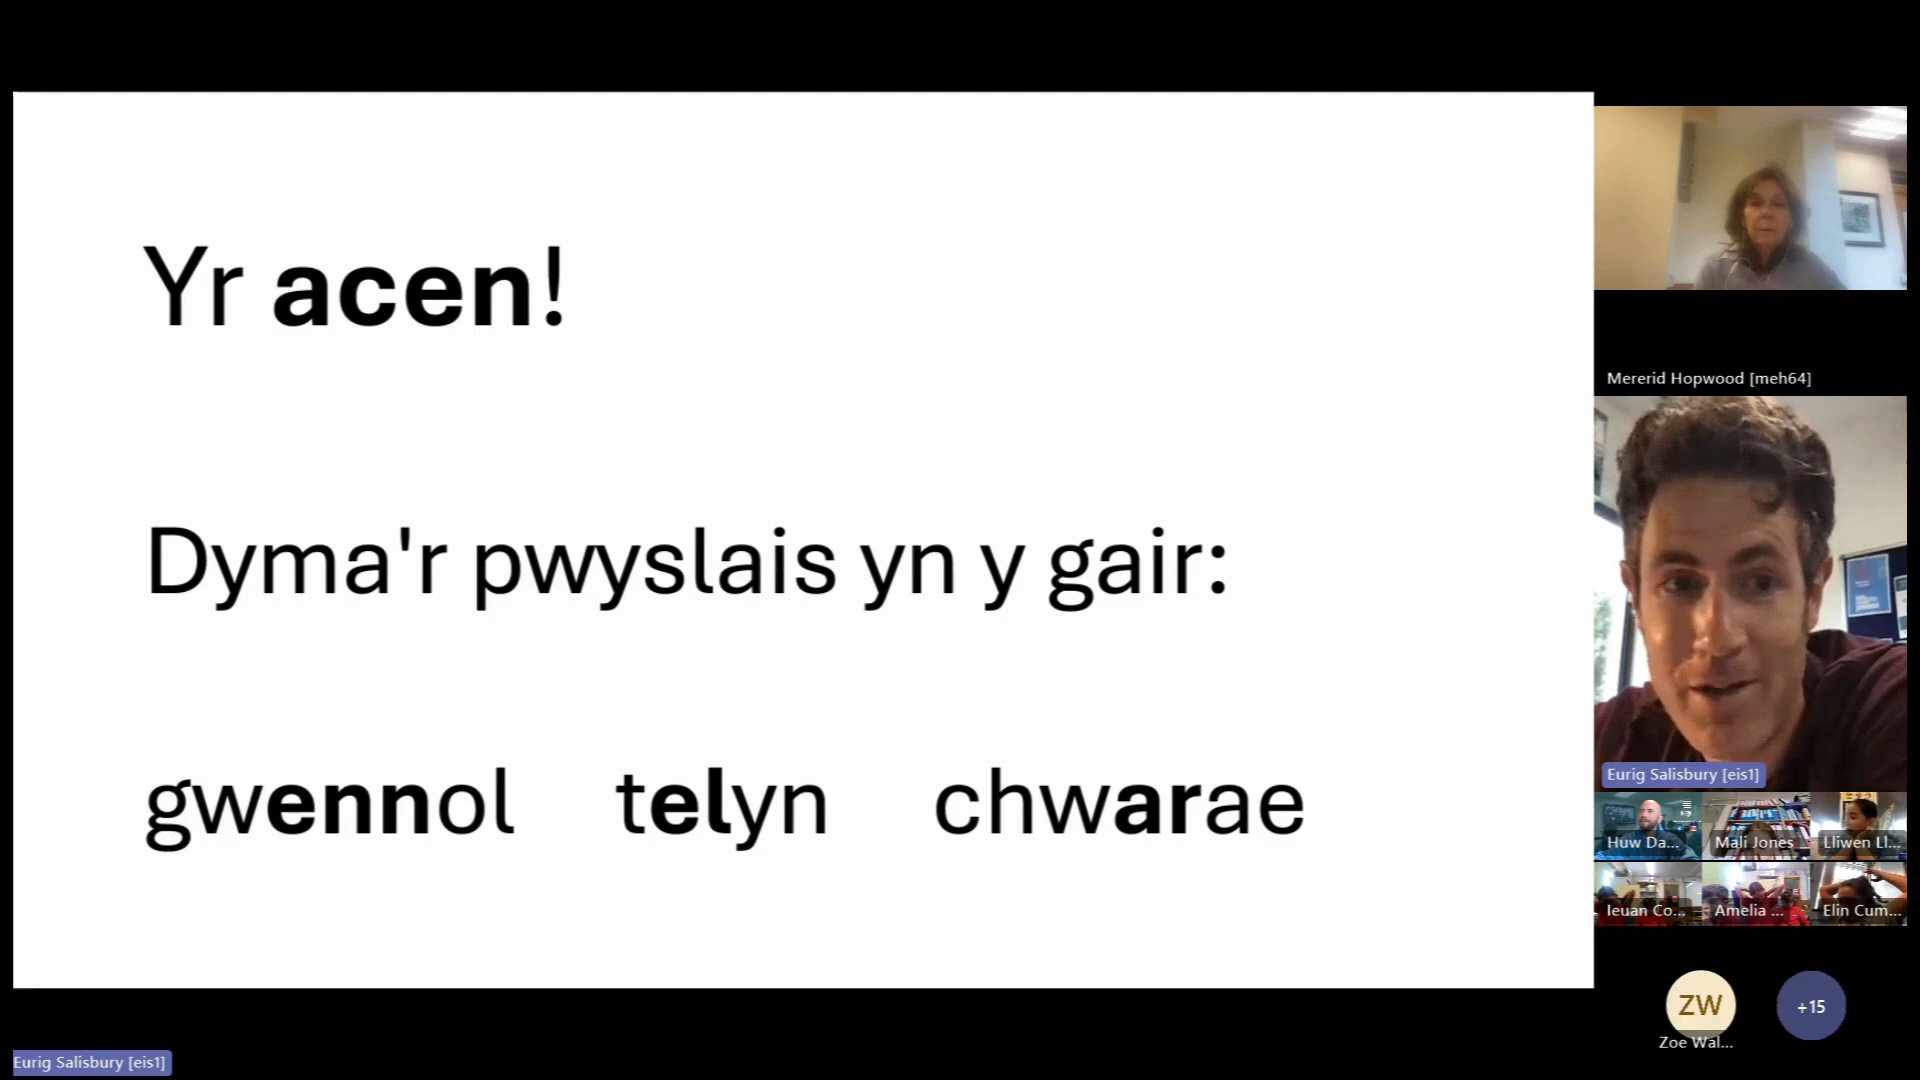 Yr acen!
Dyma'r pwyslais yn y gair:
gwennol telyn chwarae
Mererid Hopwood [meh64]
Eurig Salisbury [eis1]
Huw Da... Mali Jones Lliwen Ll...
Ieuan Co... Amelia ... Elin Cum...
ZW +15
Zoe Wal...
Eurig Salisbury [eis1]